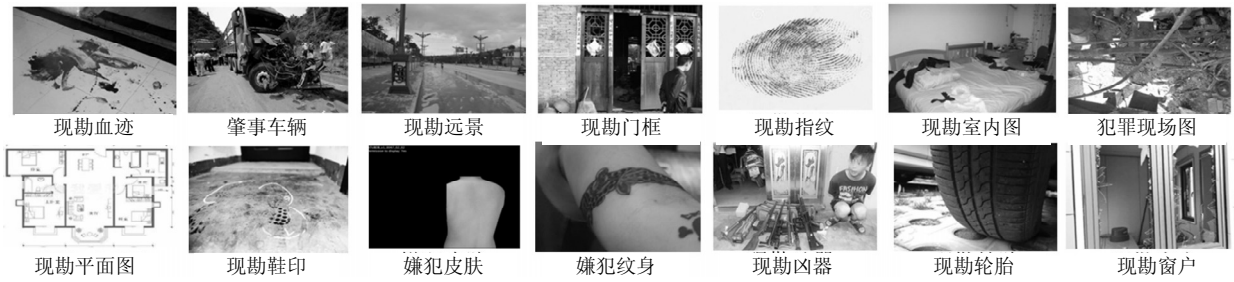 现勘血迹
肇事车辆
现勘远景
现勘门框
现勘指纹
现勘室内图
犯罪现场图
FASHION
现勘平面图
现勘鞋印
嫌犯皮肤
嫌犯纹身
现勘凶器
现勘轮胎
现勘窗户